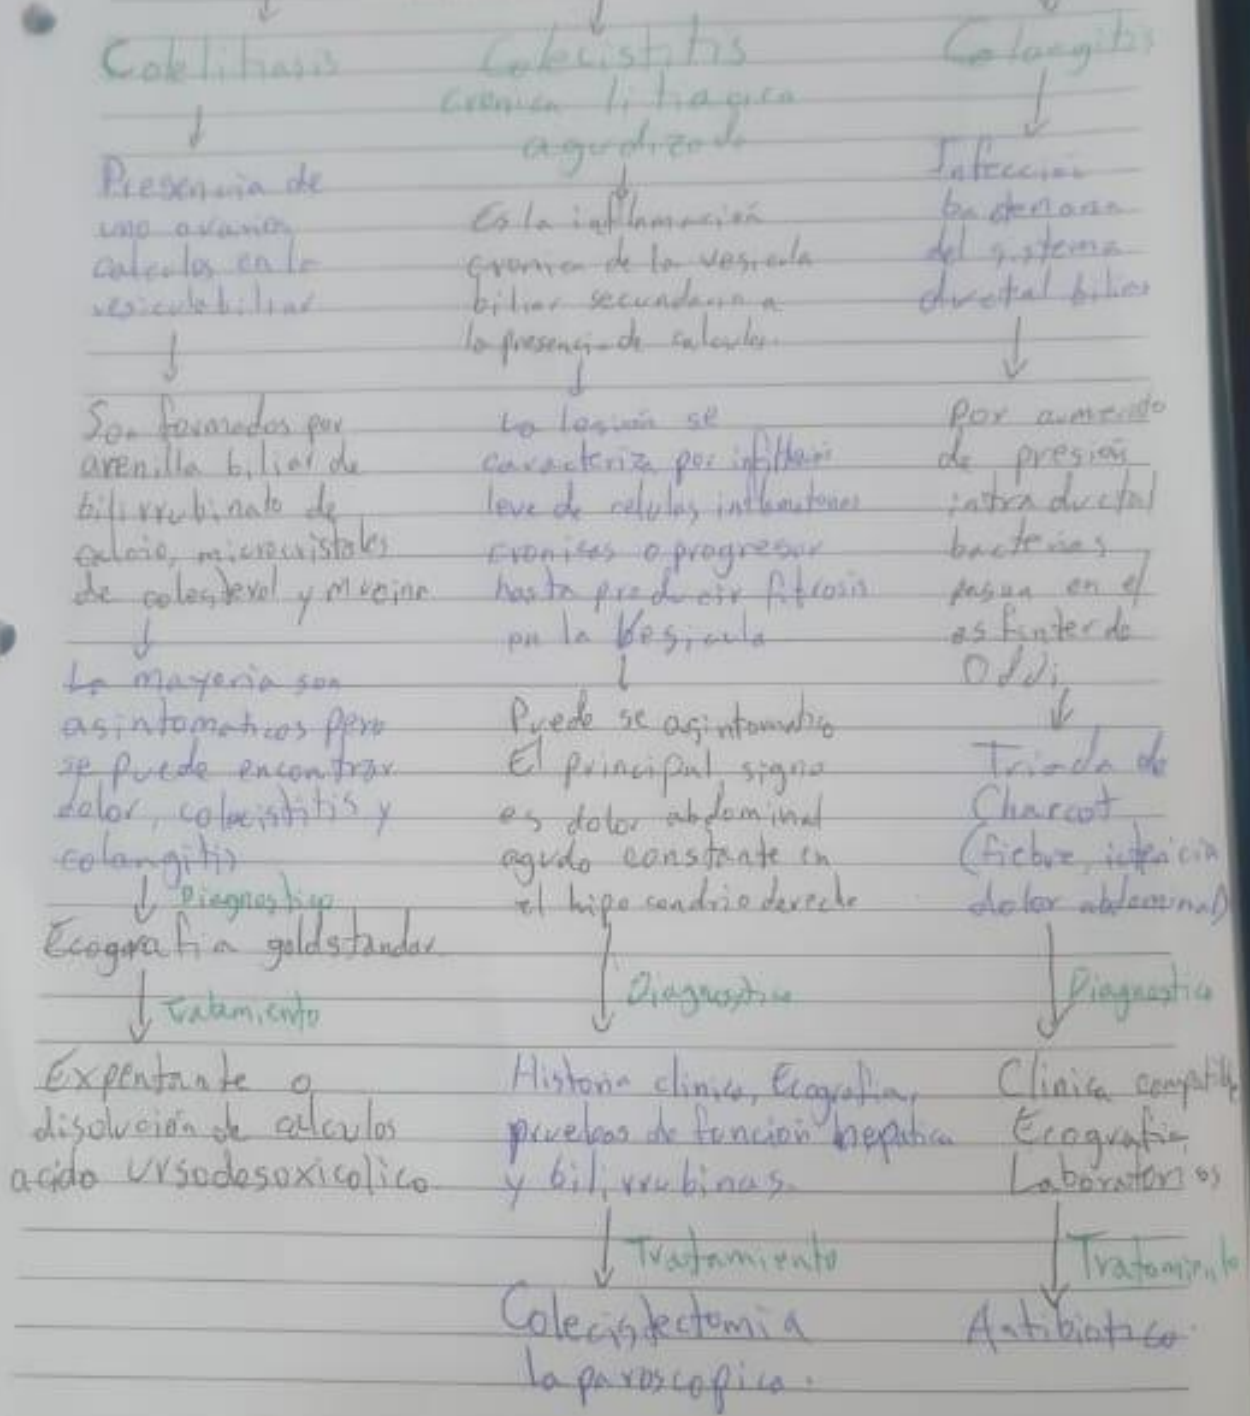 Colelitiasis
Presencia de
uno o varios
calculos en la
vesicula biliar
Son formados por
arenilla biliar de
bilirrubinato de
calcio, microcristales
de colesterol y mucina
La mayoria son
asintomaticos pero
se puede encontrar
dolor, colecistitis y
colangitis
Diagnostico
Ecografia goldstandar
Tratamiento
Expentante o
disolución de calculos
acido ursodesoxicolico
Colecistitis
cronica litiagica
agudizada
Es la inflamación
cronica de la vesicula
biliar secundaria a
la presencia de calculos.
La lesión se
caracteriza por
leve de celulas
cronicas o progresar
hasta producir fibrosis
en la Vesicula
Puede se asintomatico
El principal signo
es dolor abdominal
agudo constante en
el hipocondrio derecho
Diagnostico
Historia clinica, Ecografia,
pruebas de función hepatica
y bilirrubinas.
Tratamiento
Colecistectomia
laparoscopica.
Colangitis
Infección
bacteriana
del sistema
ductal biliar
Por aumento
de presión
intraductal
bacterias
pasan en el
esfinter de
Oddi
Triada de
Charcot
(fiebre, ictericia
dolor abdominal)
Diagnostico
Clinica compatible
Ecografia
Laboratorios
Tratamiento
Antibiotico.